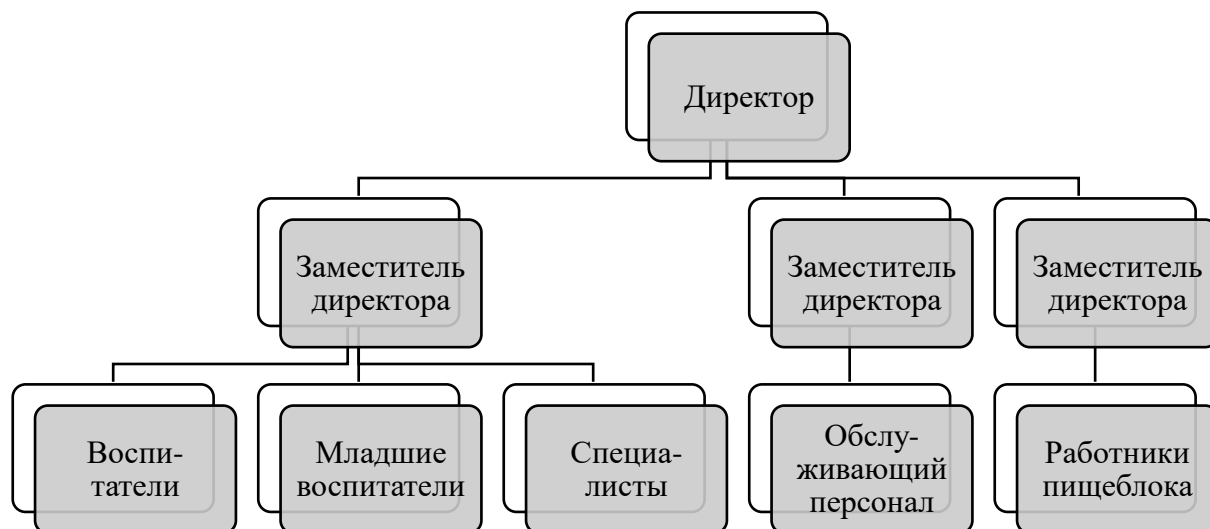 Директор
Заместитель
директора
Заместитель
директора
Заместитель
директора
Воспи-
татели
Младшие
воспитатели
Специа-
листы
Обслу-
живающий
персонал
Работники
пищеблока